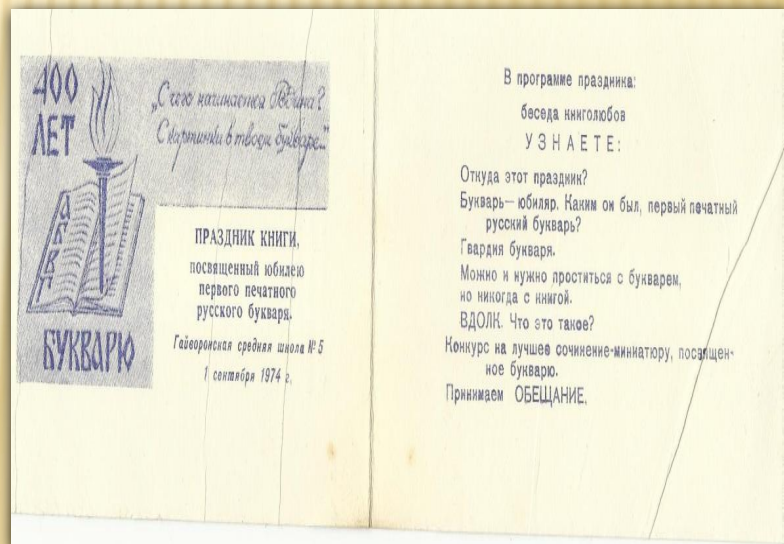 400
ЛЕТ
„С чего начинается Родина?
С картинки в твоем букваре..."
А
Б
В
Г
БУКВАРЮ
ПРАЗДНИК КНИГИ,
посвященный юбилею
первого печатного
русского букваря.
Гайворонская средняя школа № 5
1 сентября 1974 г.
В программе праздника:
беседа книголюбов
УЗНАЕТЕ:
Откуда этот праздник?
Букварь — юбиляр. Каким он был, первый печатный
русский букварь?
Гвардия букваря.
Можно и нужно проститься с букварем,
но никогда с книгой.
ВДОЛК. Что это такое?
Конкурс на лучшее сочинение-миниатюру, посвящен-
ное букварю.
Принимаем ОБЕЩАНИЕ.